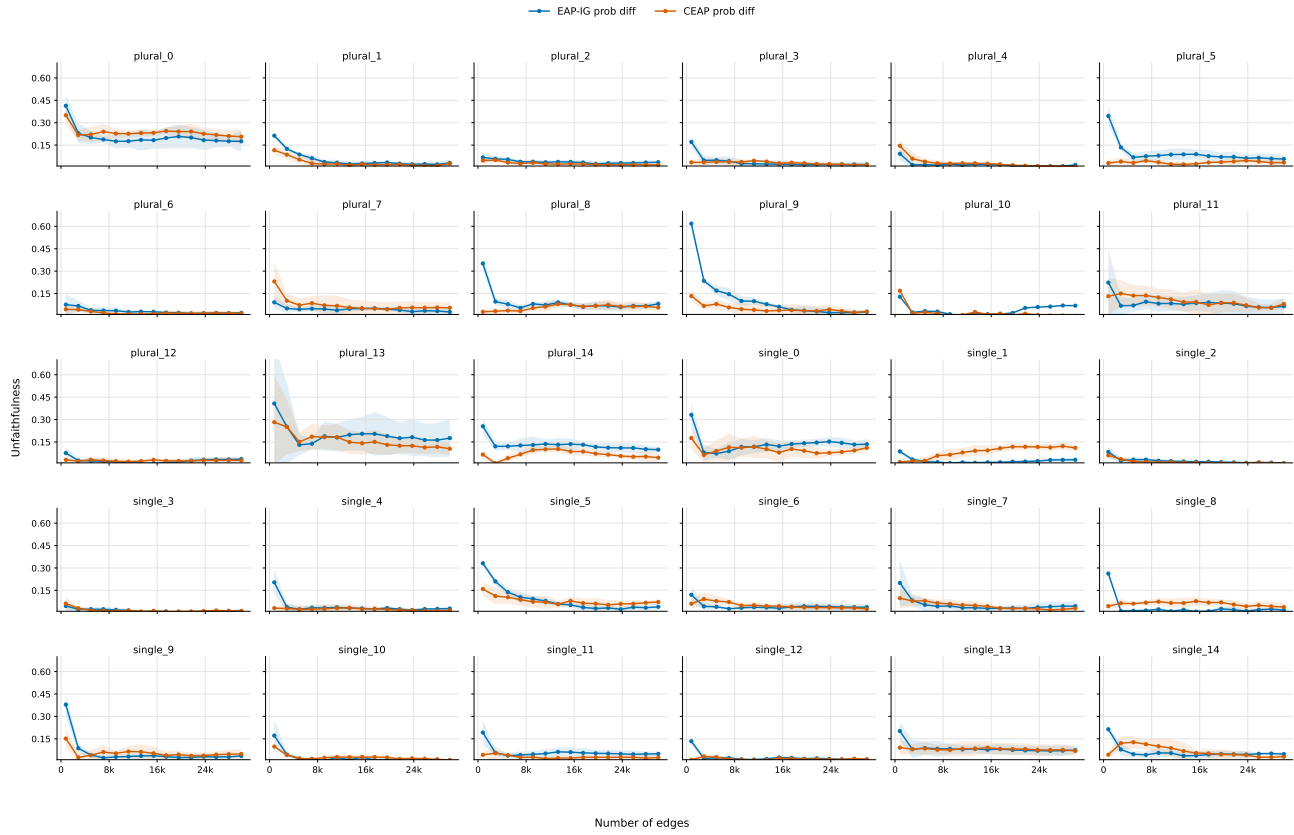 EAP-IG prob diff CEAP prob diff
plural_0 plural_1 plural_2 plural_3 plural_4 plural_5
0.60
0.45
0.30
0.15
plural_6 plural_7 plural_8 plural_9 plural_10 plural_11
0.60
0.45
0.30
0.15
plural_12 plural_13 plural_14 single_0 single_1 single_2
0.60
0.45
0.30
0.15
Unfaithfulness
single_3 single_4 single_5 single_6 single_7 single_8
0.60
0.45
0.30
0.15
single_9 single_10 single_11 single_12 single_13 single_14
0.60
0.45
0.30
0.15
0 8k 16k 24k 0 8k 16k 24k 0 8k 16k 24k 0 8k 16k 24k 0 8k 16k 24k 0 8k 16k 24k
Number of edges